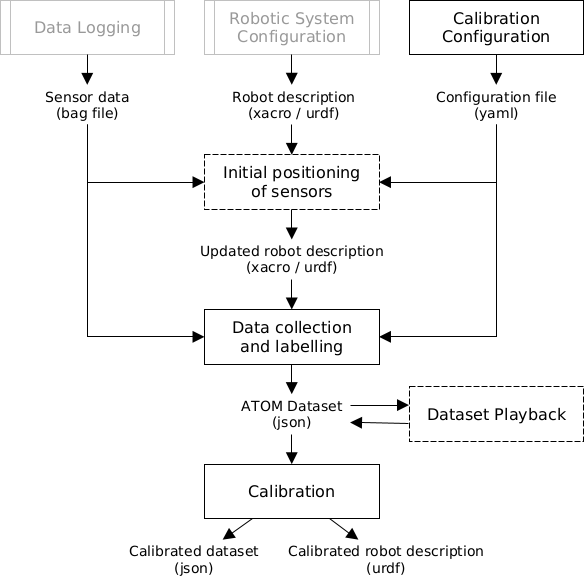 Data Logging
Robotic System
Configuration
Calibration
Configuration
Sensor data
(bag file)
Robot description
(xacro / urdf)
Configuration file
(yaml)
Initial positioning
of sensors
Updated robot description
(xacro / urdf)
Data collection
and labelling
ATOM Dataset
(json)
Dataset Playback
Calibration
Calibrated dataset
(json)
Calibrated robot description
(urdf)